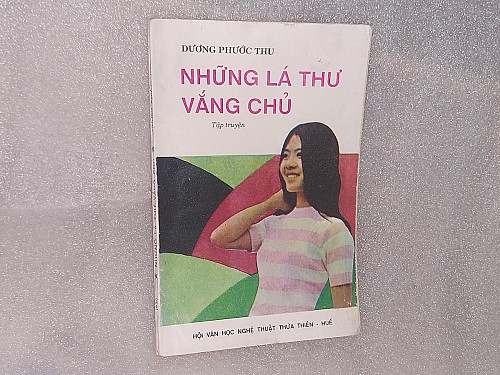 DƯƠNG PHƯỚC THU
NHỮNG LÁ THƯ
VẮNG CHỦ
Tập truyện
HỘI VĂN HỌC NGHỆ THUẬT THỪA THIÊN - HUẾ